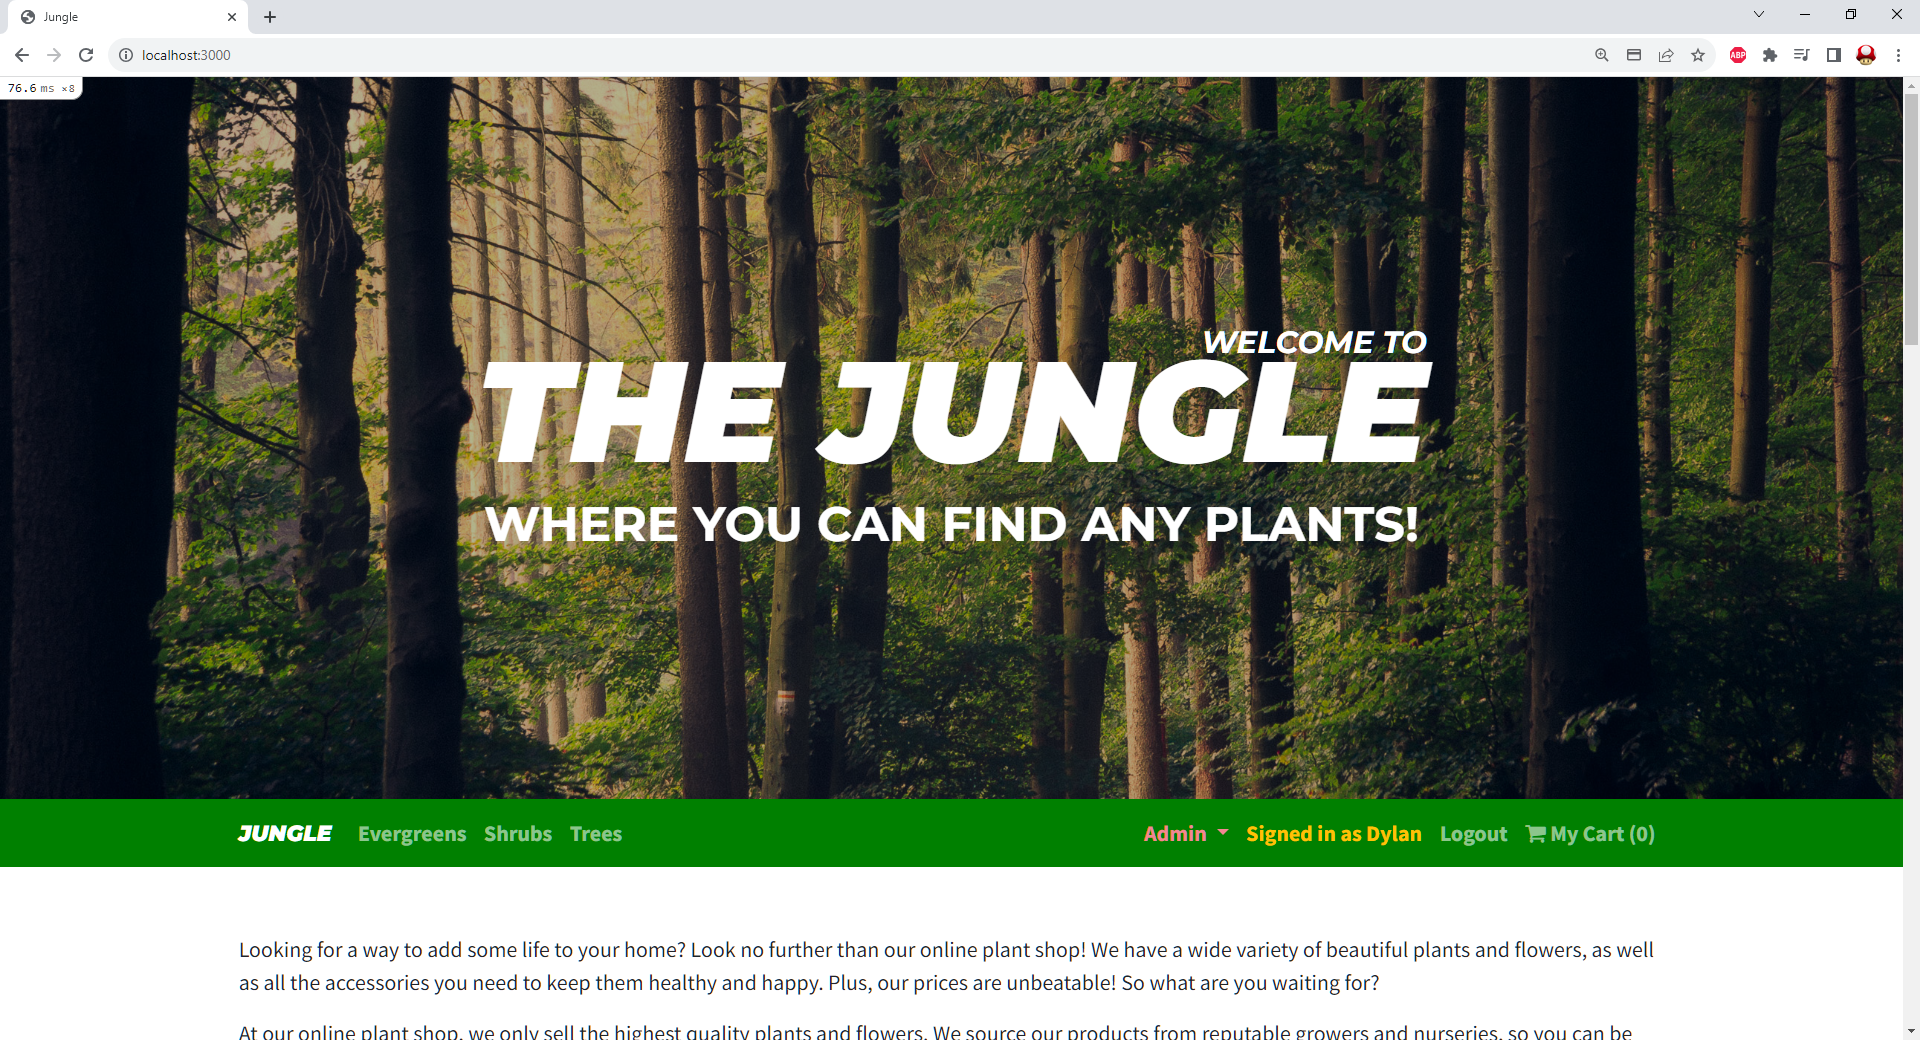 Jungle
localhost:3000
ABP
76.6 ms ×8
WELCOME TO
THE JUNGLE
WHERE YOU CAN FIND ANY PLANTS!
JUNGLE Evergreens Shrubs Trees Admin Signed in as Dylan Logout My Cart (0)
Looking for a way to add some life to your home? Look no further than our online plant shop! We have a wide variety of beautiful plants and flowers, as well
as all the accessories you need to keep them healthy and happy. Plus, our prices are unbeatable! So what are you waiting for?
At our online plant shop, we only sell the highest quality plants and flowers. We source our products from reputable growers and nurseries, so you can be